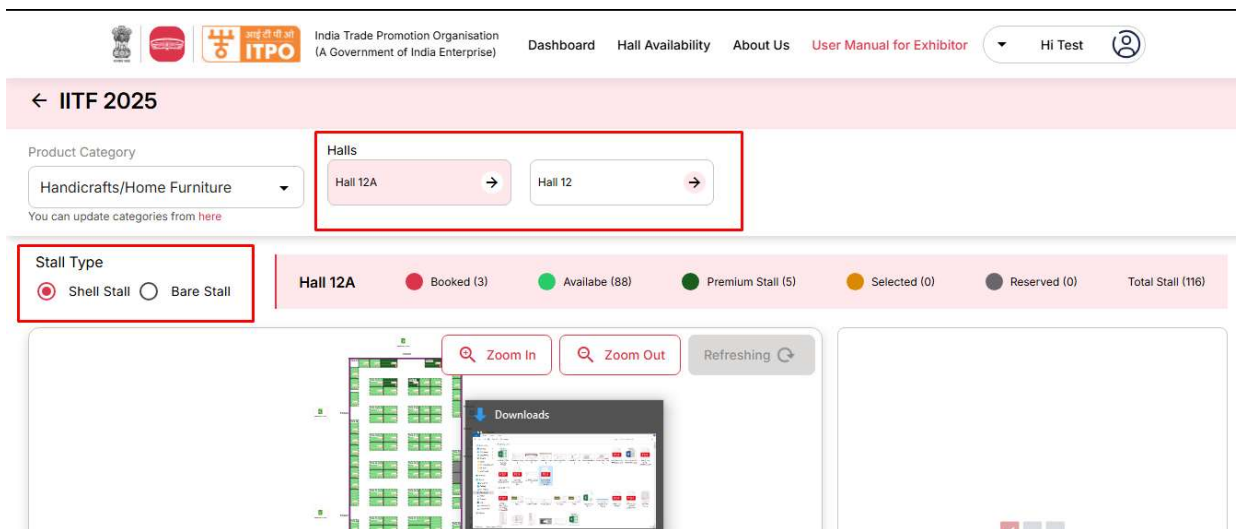 आई टी पी ओ
ITPO
India Trade Promotion Organisation
(A Government of India Enterprise)
Dashboard
Hall Availability
About Us
User Manual for Exhibitor
Hi Test
← IITF 2025
Product Category
Halls
Handicrafts/Home Furniture
Hall 12A →
Hall 12 →
You can update categories from here
Stall Type
Shell Stall
Bare Stall
Hall 12A
Booked (3)
Availabe (88)
Premium Stall (5)
Selected (0)
Reserved (0)
Total Stall (116)
Zoom In
Zoom Out
Refreshing
Downloads